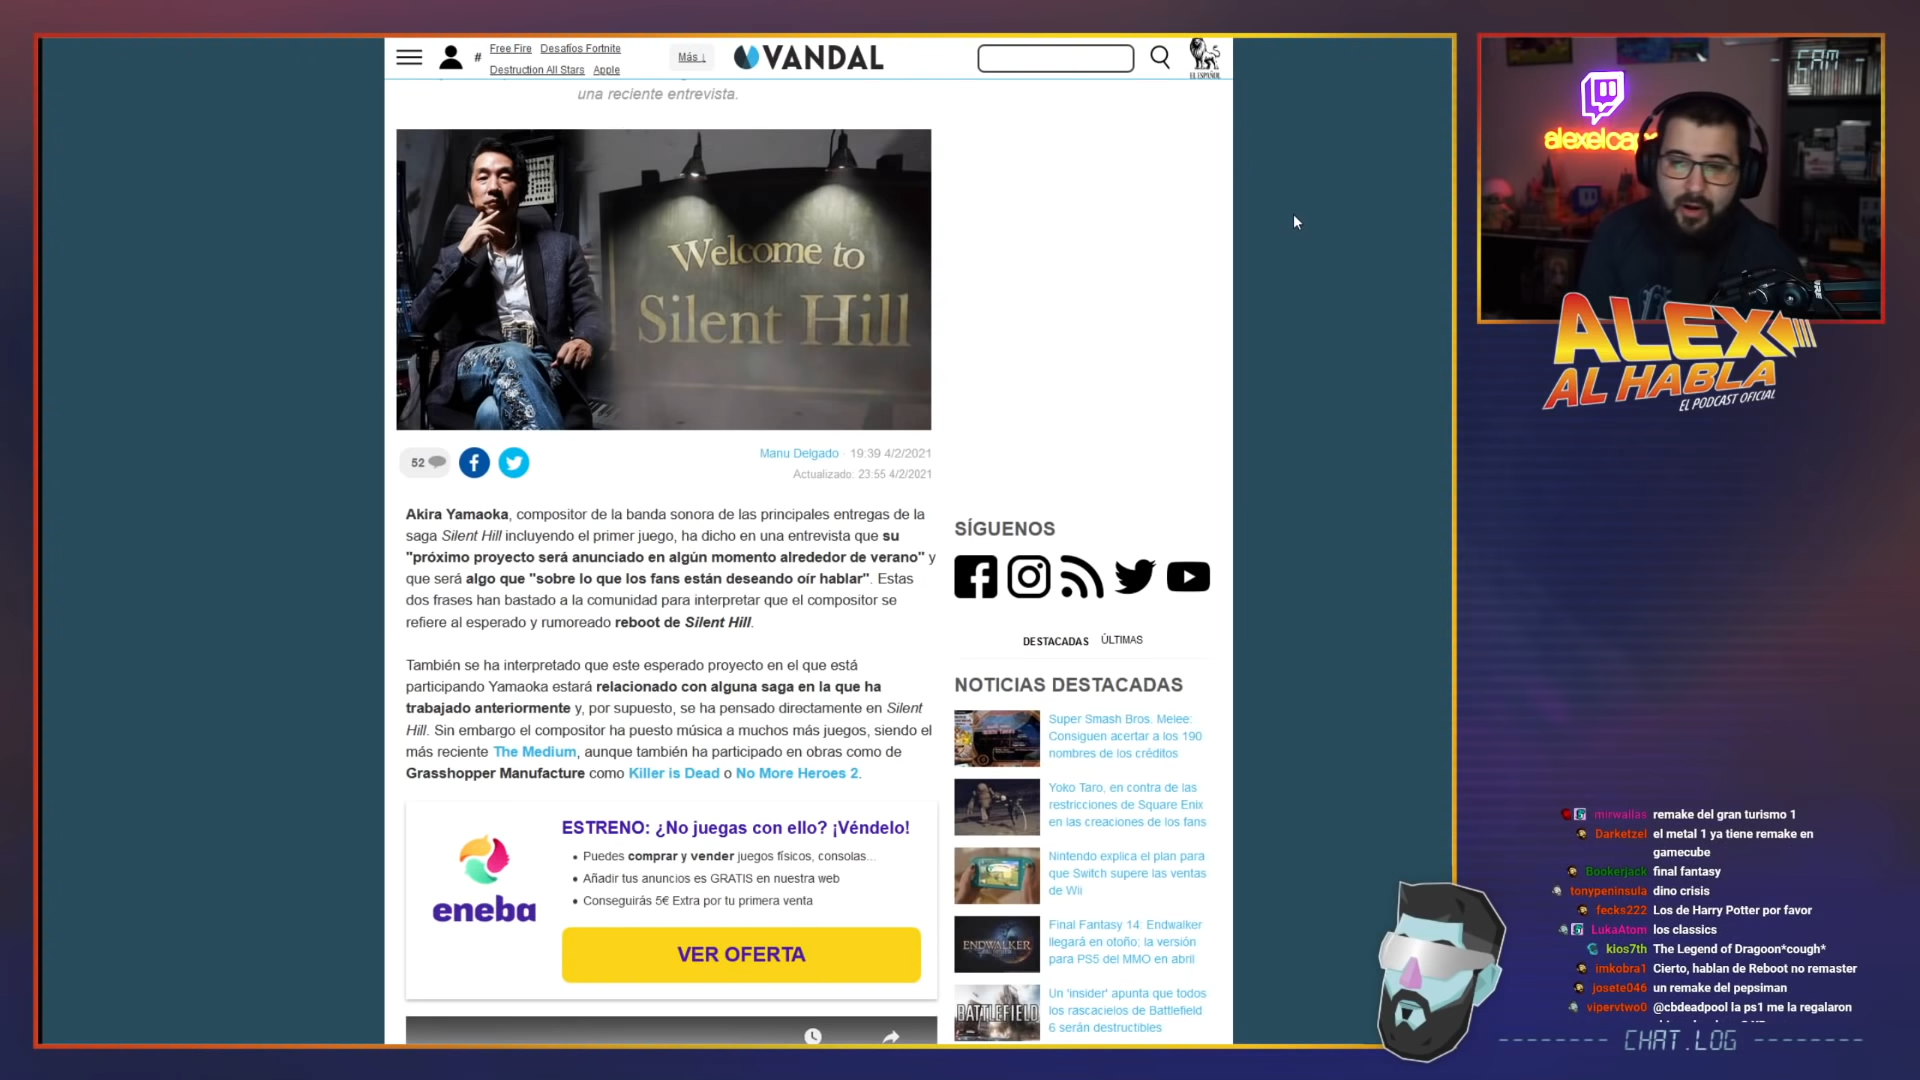 Free Fire Desafíos Fortnite
# Más ↓ VANDAL
Destruction All Stars Apple
EL ESPAÑOL
una reciente entrevista.
Welcome to
Silent Hill
52
Manu Delgado · 19:39 4/2/2021
Actualizado: 23:55 4/2/2021
Akira Yamaoka, compositor de la banda sonora de las principales entregas de la
saga Silent Hill incluyendo el primer juego, ha dicho en una entrevista que su
"próximo proyecto será anunciado en algún momento alrededor de verano" y
que será algo que "sobre lo que los fans están deseando oír hablar". Estas
dos frases han bastado a la comunidad para interpretar que el compositor se
refiere al esperado y rumoreado reboot de Silent Hill.
También se ha interpretado que este esperado proyecto en el que está
participando Yamaoka estará relacionado con alguna saga en la que ha
trabajado anteriormente y, por supuesto, se ha pensado directamente en Silent
Hill. Sin embargo el compositor ha puesto música a muchos más juegos, siendo el
más reciente The Medium, aunque también ha participado en obras como de
Grasshopper Manufacture como Killer is Dead o No More Heroes 2.
eneba
ESTRENO: ¿No juegas con ello? ¡Véndelo!
• Puedes comprar y vender juegos físicos, consolas...
• Añadir tus anuncios es GRATIS en nuestra web
• Conseguirás 5€ Extra por tu primera venta
VER OFERTA
SÍGUENOS
DESTACADAS ÚLTIMAS
NOTICIAS DESTACADAS
Super Smash Bros. Melee:
Consiguen acertar a los 190
nombres de los créditos
Yoko Taro, en contra de las
restricciones de Square Enix
en las creaciones de los fans
Nintendo explica el plan para
que Switch supere las ventas
de Wii
ENDWALKER
Final Fantasy 14: Endwalker
llegará en otoño; la versión
para PS5 del MMO en abril
BATTLEFIELD
Un 'insider' apunta que todos
los rascacielos de Battlefield
6 serán destructibles
CAM
alexelcap
ALEX
AL HABLA
EL PODCAST OFICIAL
mirwallas remake del gran turismo 1
Darketzel el metal 1 ya tiene remake en
gamecube
Bookerjack final fantasy
tonypeninsula dino crisis
fecks222 Los de Harry Potter por favor
LukaAtom los classics
kios7th The Legend of Dragoon*cough*
imkobra1 Cierto, hablan de Reboot no remaster
josete046 un remake del pepsiman
vipervtwo0 @cbdeadpool la ps1 me la regalaron
CHAT.LOG